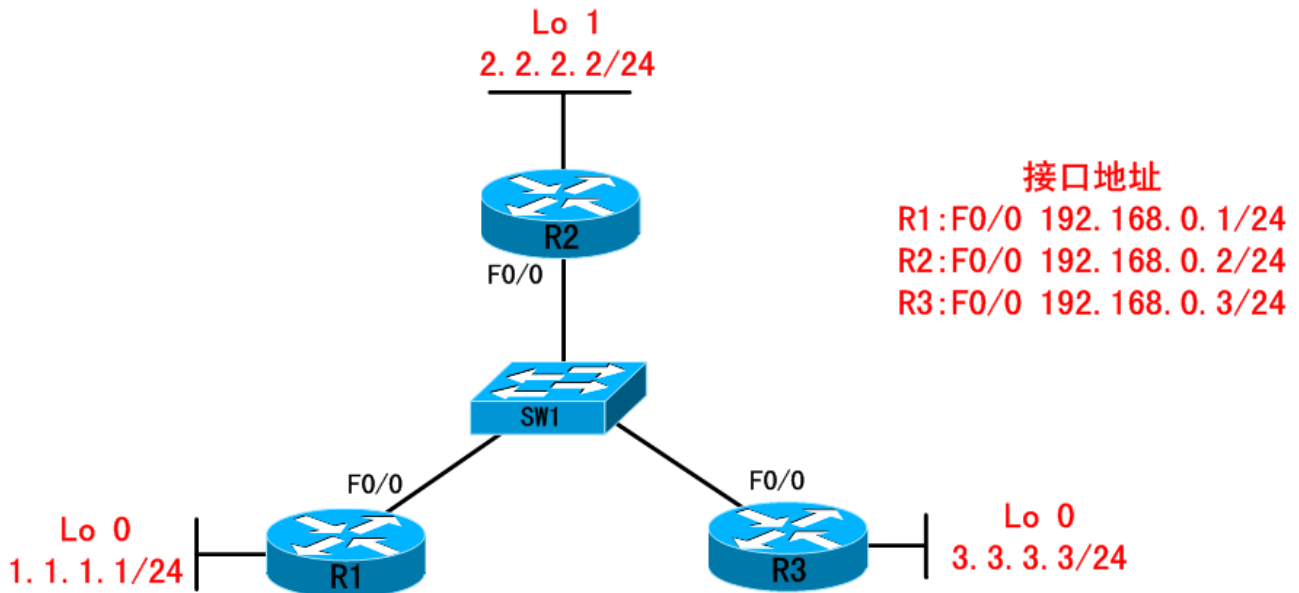 Lo 1
2.2.2.2/24
R2
F0/0
接口地址
R1:F0/0 192.168.0.1/24
R2:F0/0 192.168.0.2/24
R3:F0/0 192.168.0.3/24
SW1
F0/0
F0/0
Lo 0
1.1.1.1/24
R1
R3
Lo 0
3.3.3.3/24